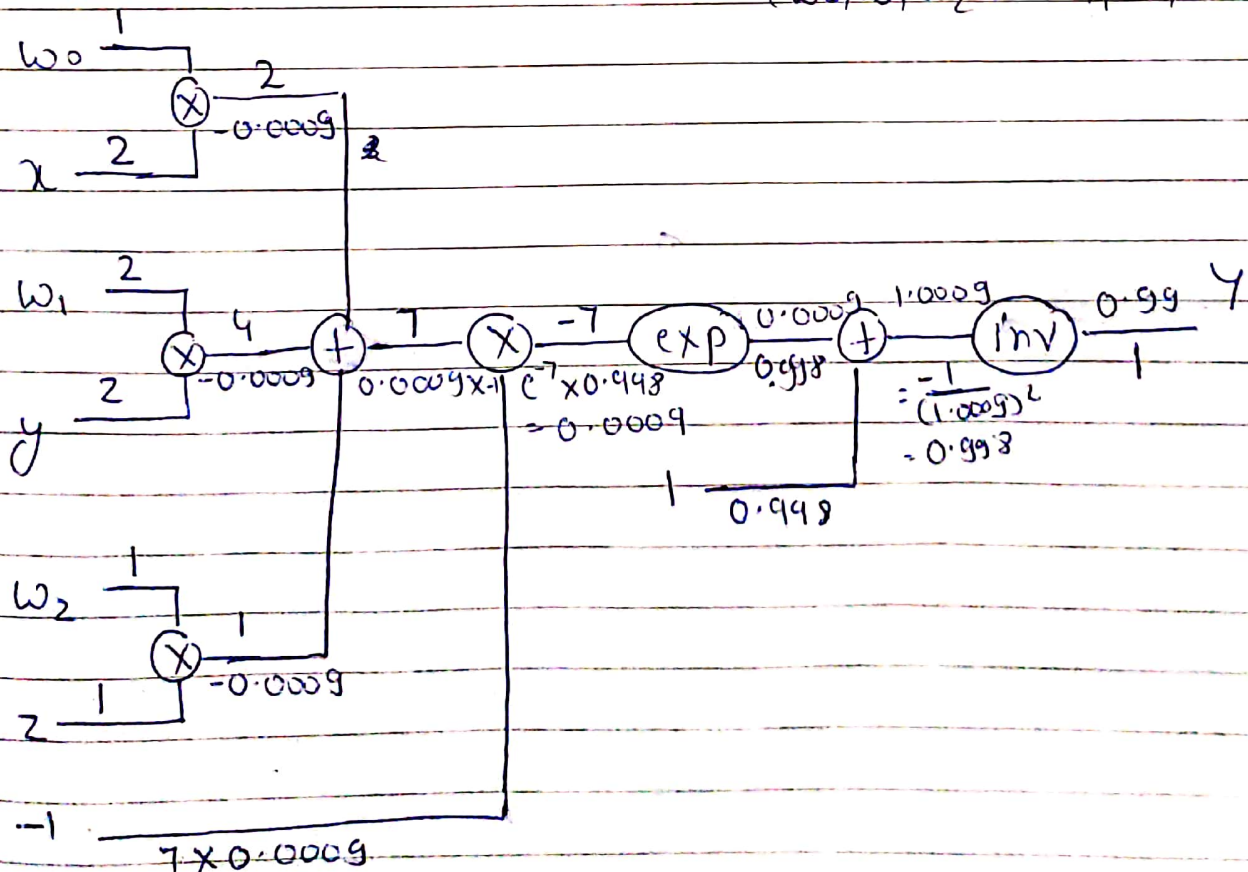 1
W0
2
-0.0009
2
x
2
W1
4
-0.0009
2
y
+
7
0.0009x-1
x
-7
e^-7 x 0.998
= 0.0009
exp
0.0009
0.998
+
1.0009
= -1/(1.0009)²
= 0.998
inv
0.99
Y
1
1
0.998
1
W2
x
1
-0.0009
1
z
-1
7 x 0.0009